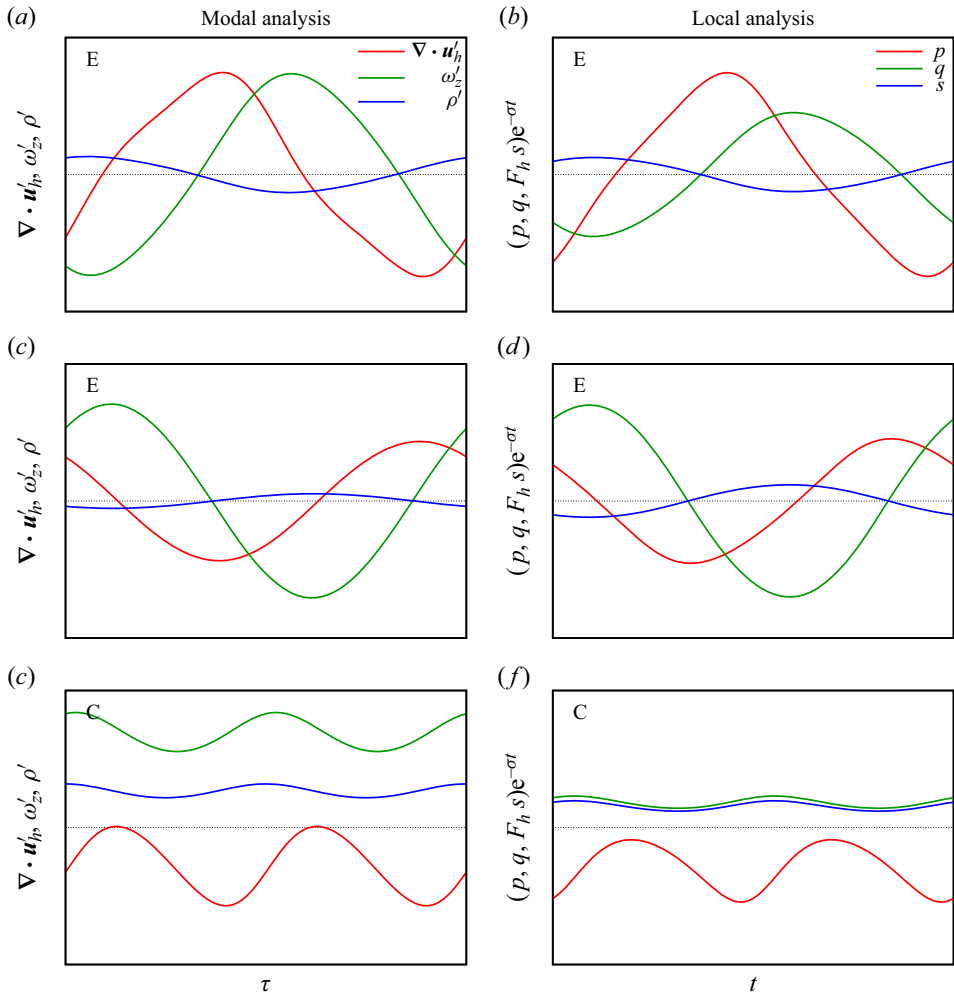 (a) Modal analysis
(b) Local analysis
E
∇ · u′h
ω′z
ρ′
∇ · u′h, ω′z, ρ′
E
p
q
s
(p, q, Fh s)e−σt
(c)
E
∇ · u′h, ω′z, ρ′
(d)
E
(p, q, Fh s)e−σt
(c)
C
∇ · u′h, ω′z, ρ′
τ
(f)
C
(p, q, Fh s)e−σt
t